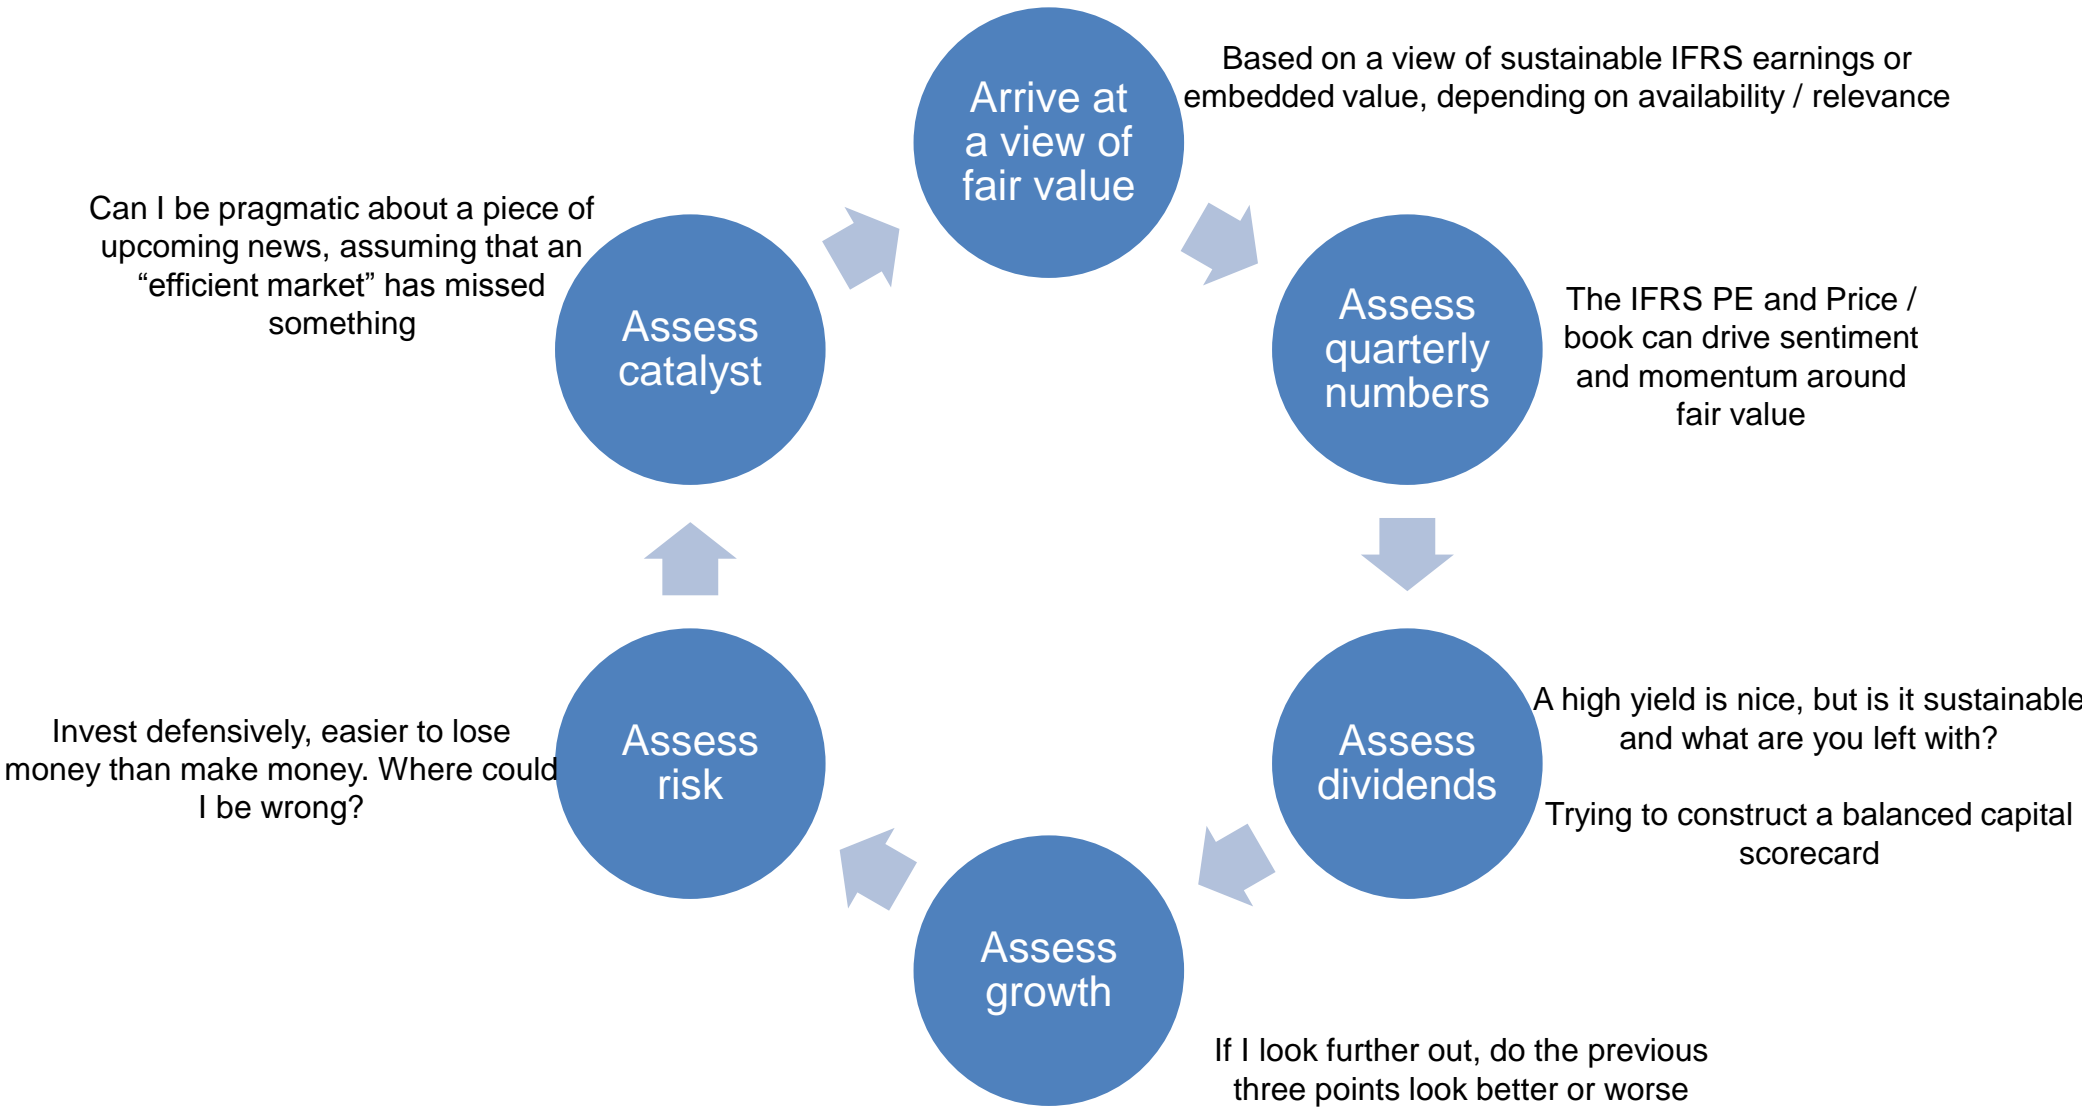 Arrive at
a view of
fair value
Based on a view of sustainable IFRS earnings or
embedded value, depending on availability / relevance
Assess
quarterly
numbers
The IFRS PE and Price /
book can drive sentiment
and momentum around
fair value
Assess
dividends
A high yield is nice, but is it sustainable
and what are you left with?
Trying to construct a balanced capital
scorecard
Assess
growth
If I look further out, do the previous
three points look better or worse
Assess
risk
Invest defensively, easier to lose
money than make money. Where could
I be wrong?
Assess
catalyst
Can I be pragmatic about a piece of
upcoming news, assuming that an
“efficient market” has missed
something